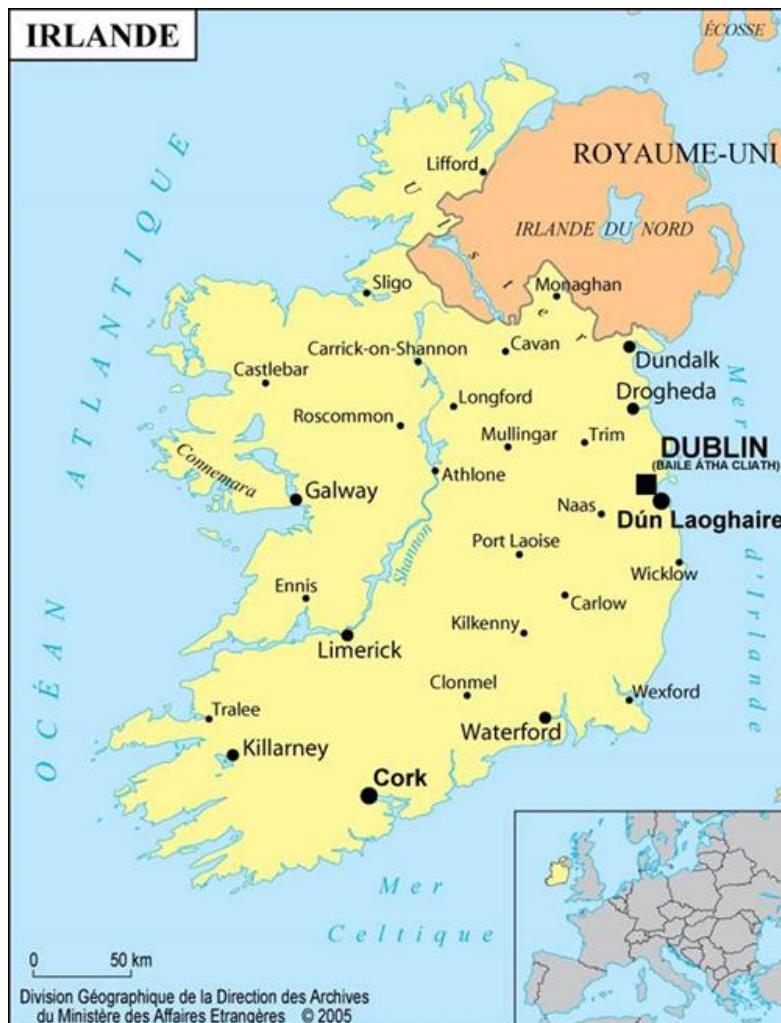 IRLANDE
ÉCOSSE
ROYAUME-UNI
IRLANDE DU NORD
Lifford
Ulster
Sligo
Monaghan
Carrick-on-Shannon
Cavan
Dundalk
Castlebar
Longford
Drogheda
Roscommon
Mullingar
Trim
DUBLIN
(BAILE ÁTHA CLIATH)
Connemara
Athlone
Galway
Naas
Dún Laoghaire
Shannon
Port Laoise
Wicklow
Ennis
Carlow
Limerick
Kilkenny
Clonmel
Wexford
Tralee
Waterford
Killarney
Cork
OCÉAN ATLANTIQUE
Mer d'Irlande
Mer
Celtique
0 50 km
Division Géographique de la Direction des Archives
du Ministère des Affaires Etrangères © 2005